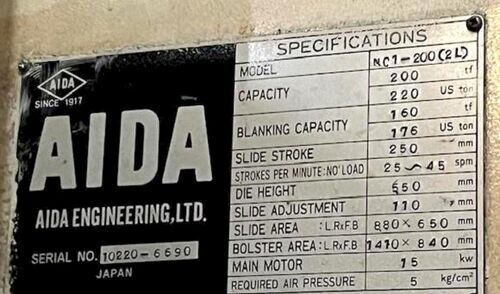 AIDA
SINCE 1917
AIDA
AIDA ENGINEERING, LTD.
SERIAL NO. 10220-6690
JAPAN
SPECIFICATIONS
MODEL NC1-200(2L)
CAPACITY 200 tf
220 US ton
BLANKING CAPACITY 160 tf
176 US ton
SLIDE STROKE 250 mm
STROKES PER MINUTE: NO LOAD 25~45 spm
DIE HEIGHT 550 mm
SLIDE ADJUSTMENT 110 mm
SLIDE AREA : L.RxF.B 880 × 650 mm
BOLSTER AREA : L.RxF.B 1410 × 840 mm
MAIN MOTOR 15 kw
REQUIRED AIR PRESSURE 5 kg/cm²